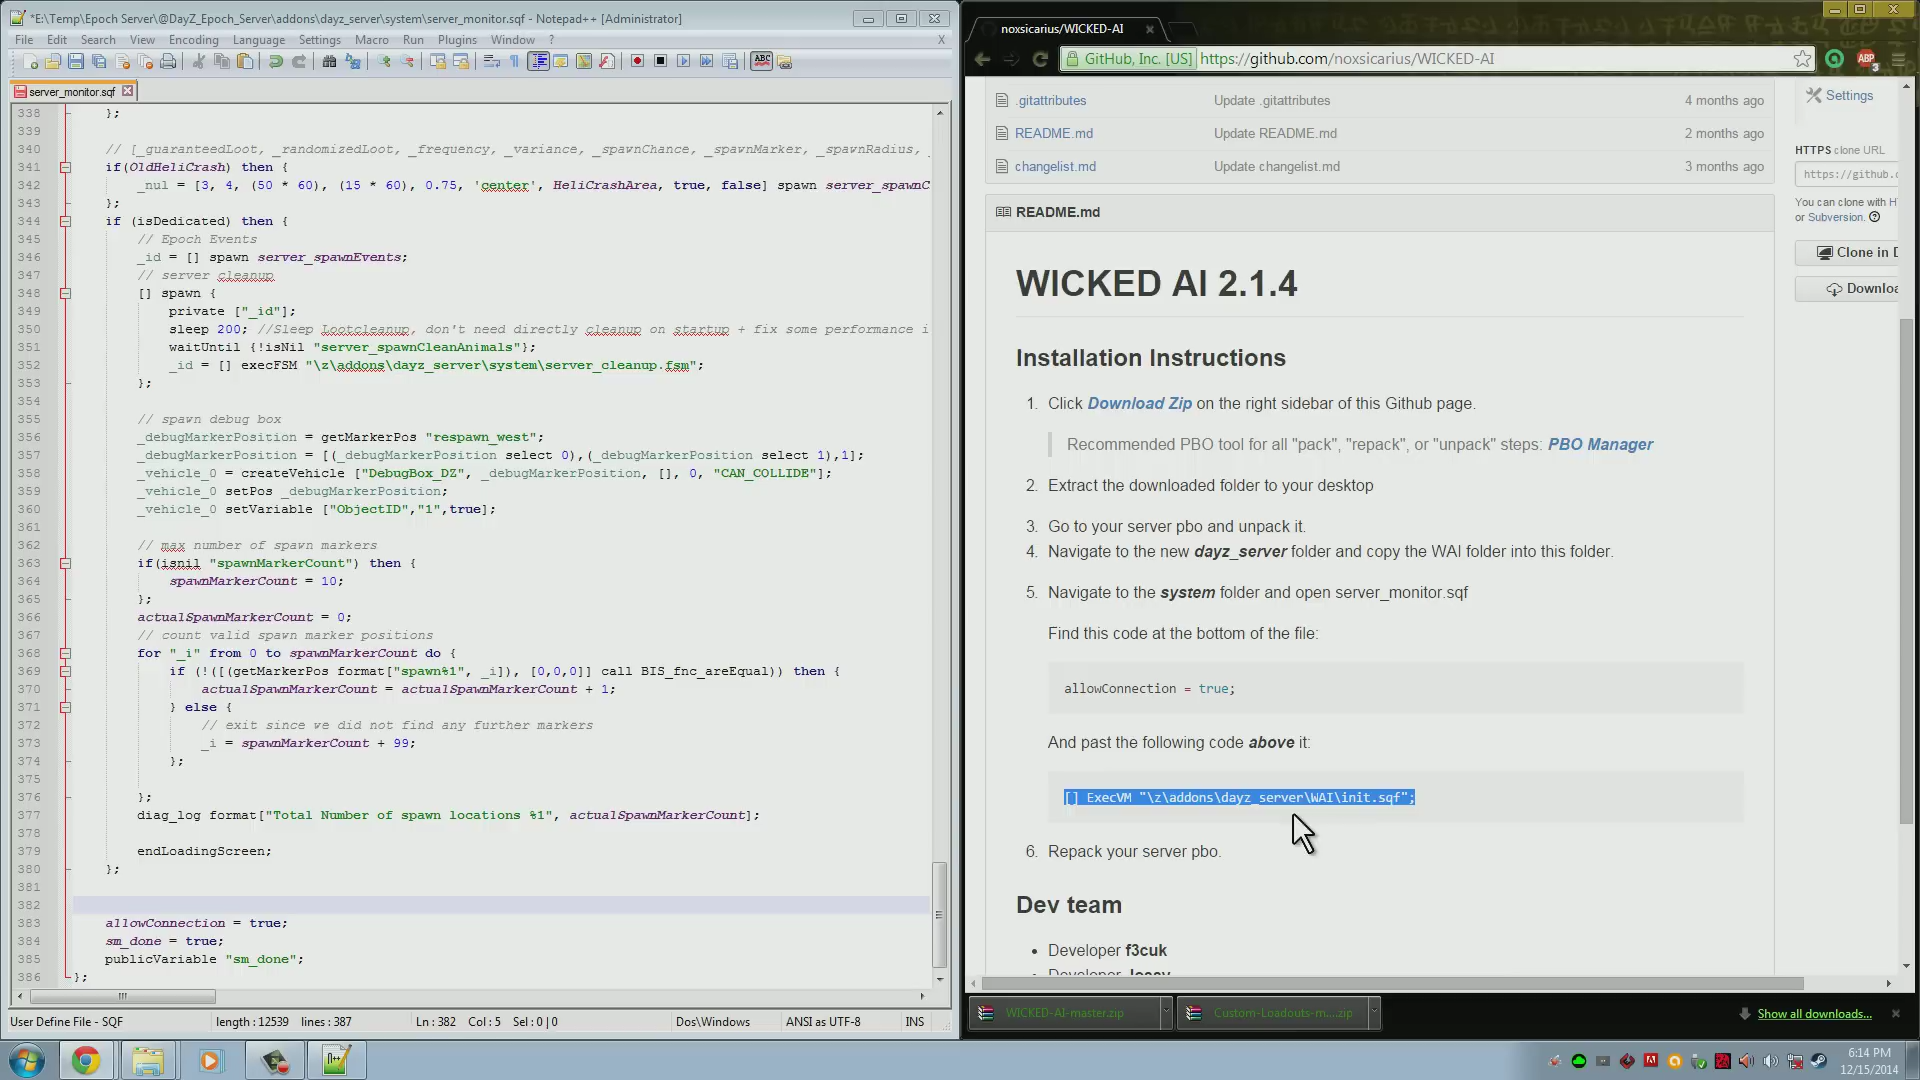 *E:\Temp\Epoch Server\@DayZ_Epoch_Server\addons\dayz_server\system\server_monitor.sqf - Notepad++ [Administrator]
File Edit Search View Encoding Language Settings Macro Run Plugins Window ?
X
server_monitor.sqf
338 };
339
340 // [_guaranteedLoot, _randomizedLoot, _frequency, _variance, _spawnChance, _spawnMarker, _spawnRadius,
341 if(OldHeliCrash) then {
342 _nul = [3, 4, (50 * 60), (15 * 60), 0.75, 'center', HeliCrashArea, true, false] spawn server_spawnC
343 };
344 if (isDedicated) then {
345 // Epoch Events
346 _id = [] spawn server_spawnEvents;
347 // server cleanup
348 [] spawn {
349 private ["_id"];
350 sleep 200; //Sleep Lootcleanup, don't need directly cleanup on startup + fix some performance i
351 waitUntil {!isNil "server_spawnCleanAnimals"};
352 _id = [] execFSM "\z\addons\dayz_server\system\server_cleanup.fsm";
353 };
354
355 // spawn debug box
356 _debugMarkerPosition = getMarkerPos "respawn_west";
357 _debugMarkerPosition = [(_debugMarkerPosition select 0),(_debugMarkerPosition select 1),1];
358 _vehicle_0 = createVehicle ["DebugBox_DZ", _debugMarkerPosition, [], 0, "CAN_COLLIDE"];
359 _vehicle_0 setPos _debugMarkerPosition;
360 _vehicle_0 setVariable ["ObjectID","1",true];
361
362 // max number of spawn markers
363 if(isnil "spawnMarkerCount") then {
364 spawnMarkerCount = 10;
365 };
366 actualSpawnMarkerCount = 0;
367 // count valid spawn marker positions
368 for "_i" from 0 to spawnMarkerCount do {
369 if (!([(getMarkerPos format["spawn%1", _i]), [0,0,0]] call BIS_fnc_areEqual)) then {
370 actualSpawnMarkerCount = actualSpawnMarkerCount + 1;
371 } else {
372 // exit since we did not find any further markers
373 _i = spawnMarkerCount + 99;
374 };
375
376 };
377 diag_log format["Total Number of spawn locations %1", actualSpawnMarkerCount];
378
379 endLoadingScreen;
380 };
381
382
383 allowConnection = true;
384 sm_done = true;
385 publicVariable "sm_done";
386 };
User Define File - SQF length : 12539 lines : 387 Ln : 382 Col : 5 Sel : 0 | 0 Dos\Windows ANSI as UTF-8 INS
noxsicarius/WICKED-AI
GitHub, Inc. [US] https://github.com/noxsicarius/WICKED-AI
ABP
3
.gitattributes Update .gitattributes 4 months ago
README.md Update README.md 2 months ago
changelist.md Update changelist.md 3 months ago
Settings
HTTPS clone URL
https://github.c
You can clone with H
or Subversion.
Clone in D
Downloa
README.md
WICKED AI 2.1.4
Installation Instructions
1. Click Download Zip on the right sidebar of this Github page.
Recommended PBO tool for all "pack", "repack", or "unpack" steps: PBO Manager
2. Extract the downloaded folder to your desktop
3. Go to your server pbo and unpack it.
4. Navigate to the new dayz_server folder and copy the WAI folder into this folder.
5. Navigate to the system folder and open server_monitor.sqf
Find this code at the bottom of the file:
allowConnection = true;
And past the following code above it:
[] ExecVM "\z\addons\dayz_server\WAI\init.sqf";
6. Repack your server pbo.
Dev team
• Developer f3cuk
WICKED-AI-master.zip
Custom-Loadouts-m....zip
Show all downloads...
6:14 PM
12/15/2014